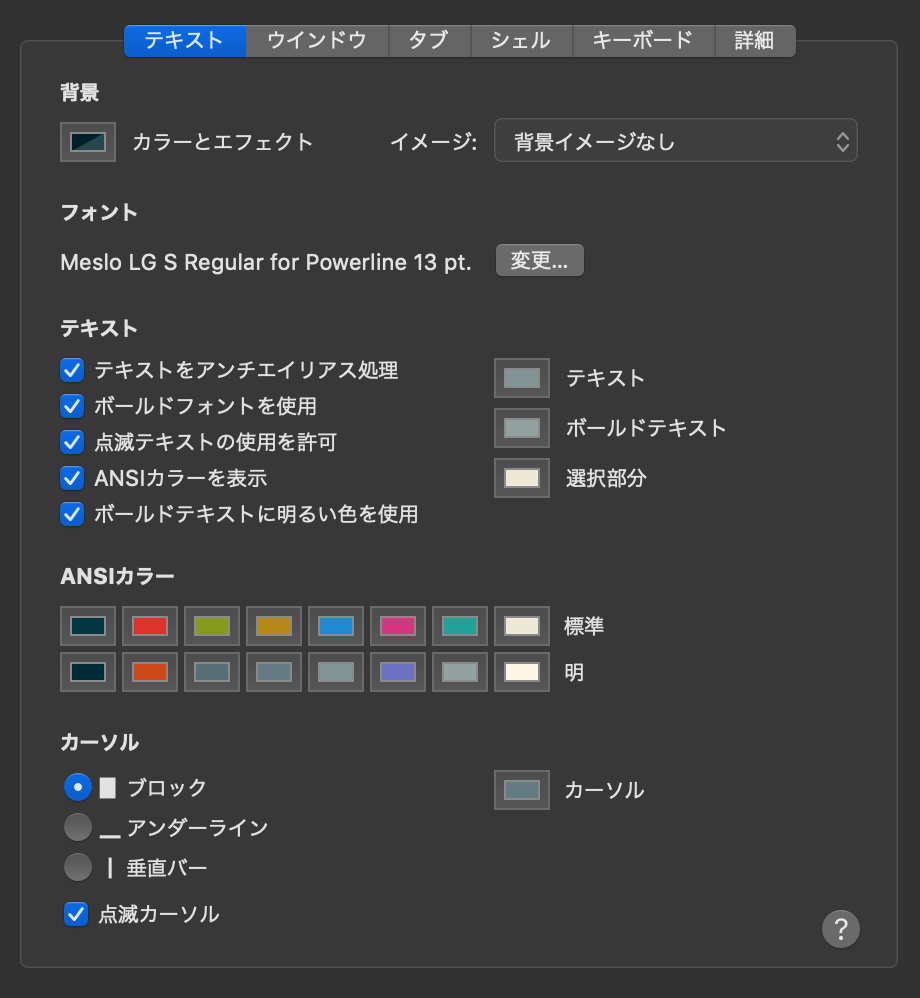 テキスト ウインドウ タブ シェル キーボード 詳細
背景
カラーとエフェクト イメージ: 背景イメージなし
フォント
Meslo LG S Regular for Powerline 13 pt. 変更...
テキスト
テキストをアンチエイリアス処理
ボールドフォントを使用
点滅テキストの使用を許可
ANSIカラーを表示
ボールドテキストに明るい色を使用
テキスト
ボールドテキスト
選択部分
ANSIカラー
標準
明
カーソル
ブロック
アンダーライン
垂直バー
点滅カーソル
カーソル
?